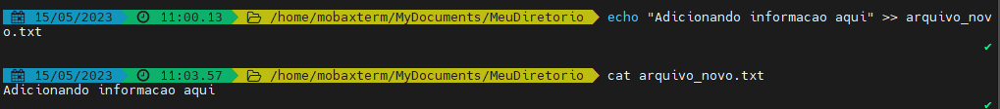 15/05/2023 11:00.13 /home/mobaxterm/MyDocuments/MeuDiretorio echo "Adicionando informacao aqui" >> arquivo_nov
o.txt
✔
15/05/2023 11:03.57 /home/mobaxterm/MyDocuments/MeuDiretorio cat arquivo_novo.txt
Adicionando informacao aqui
✔